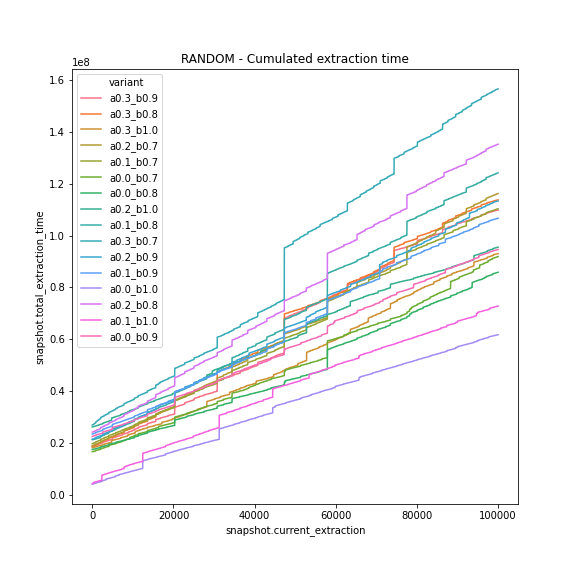 RANDOM - Cumulated extraction time
1e8
1.6
1.4
1.2
1.0
0.8
0.6
0.4
0.2
0.0
snapshot.total_extraction_time
variant
a0.3_b0.9
a0.3_b0.8
a0.3_b1.0
a0.2_b0.7
a0.1_b0.7
a0.0_b0.7
a0.0_b0.8
a0.2_b1.0
a0.1_b0.8
a0.3_b0.7
a0.2_b0.9
a0.1_b0.9
a0.0_b1.0
a0.2_b0.8
a0.1_b1.0
a0.0_b0.9
0 20000 40000 60000 80000 100000
snapshot.current_extraction